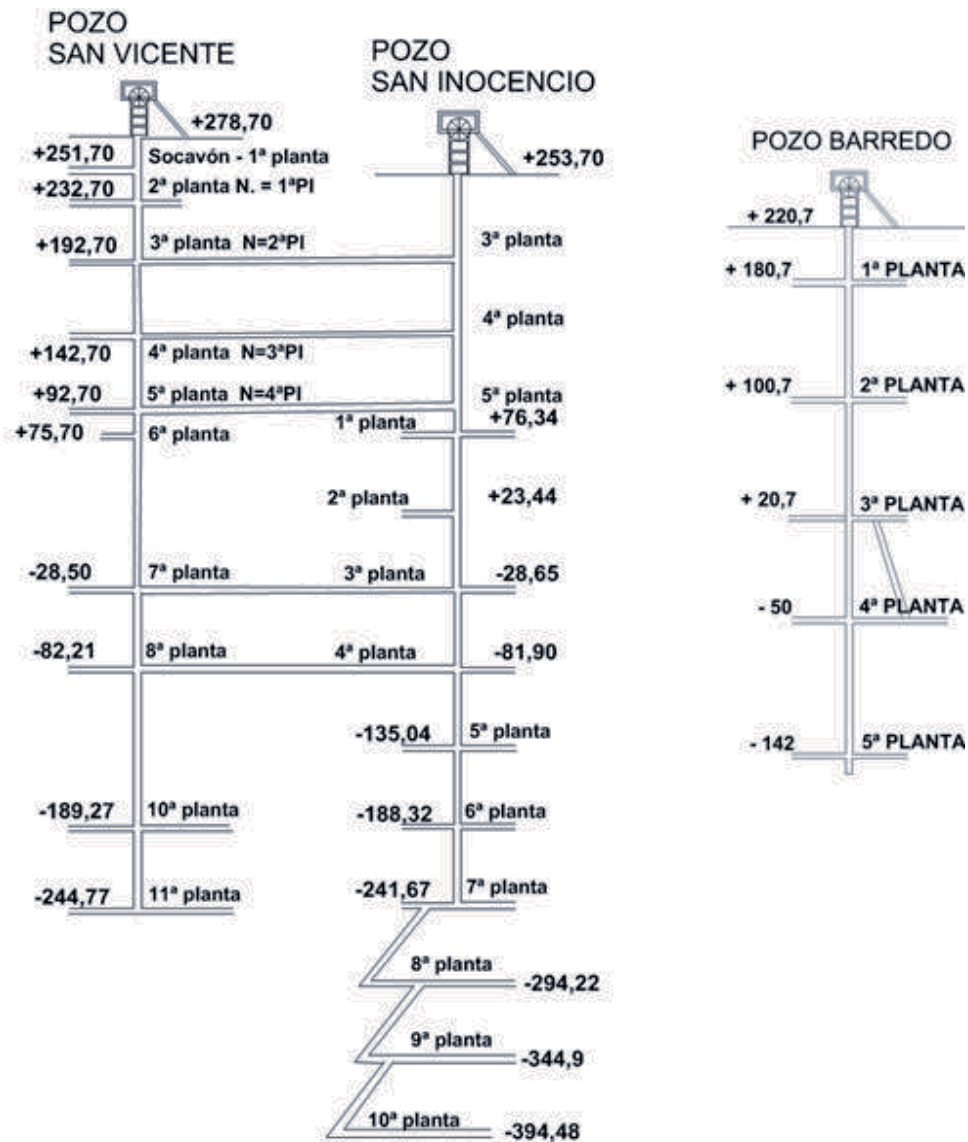 POZO
SAN VICENTE
+278,70
+251,70
Socavón - 1ª planta
+232,70
2ª planta N. = 1ªPI
+192,70
3ª planta N=2ªPI
+142,70
4ª planta N=3ªPI
+92,70
5ª planta N=4ªPI
+75,70
6ª planta
-28,50
7ª planta
-82,21
8ª planta
-189,27
10ª planta
-244,77
11ª planta
POZO
SAN INOCENCIO
+253,70
3ª planta
4ª planta
5ª planta
1ª planta
+76,34
2ª planta
+23,44
3ª planta
-28,65
4ª planta
-81,90
-135,04
5ª planta
-188,32
6ª planta
-241,67
7ª planta
8ª planta
-294,22
9ª planta
-344,9
10ª planta
-394,48
POZO BARREDO
+ 220,7
+ 180,7
1ª PLANTA
+ 100,7
2ª PLANTA
+ 20,7
3ª PLANTA
- 50
4ª PLANTA
- 142
5ª PLANTA